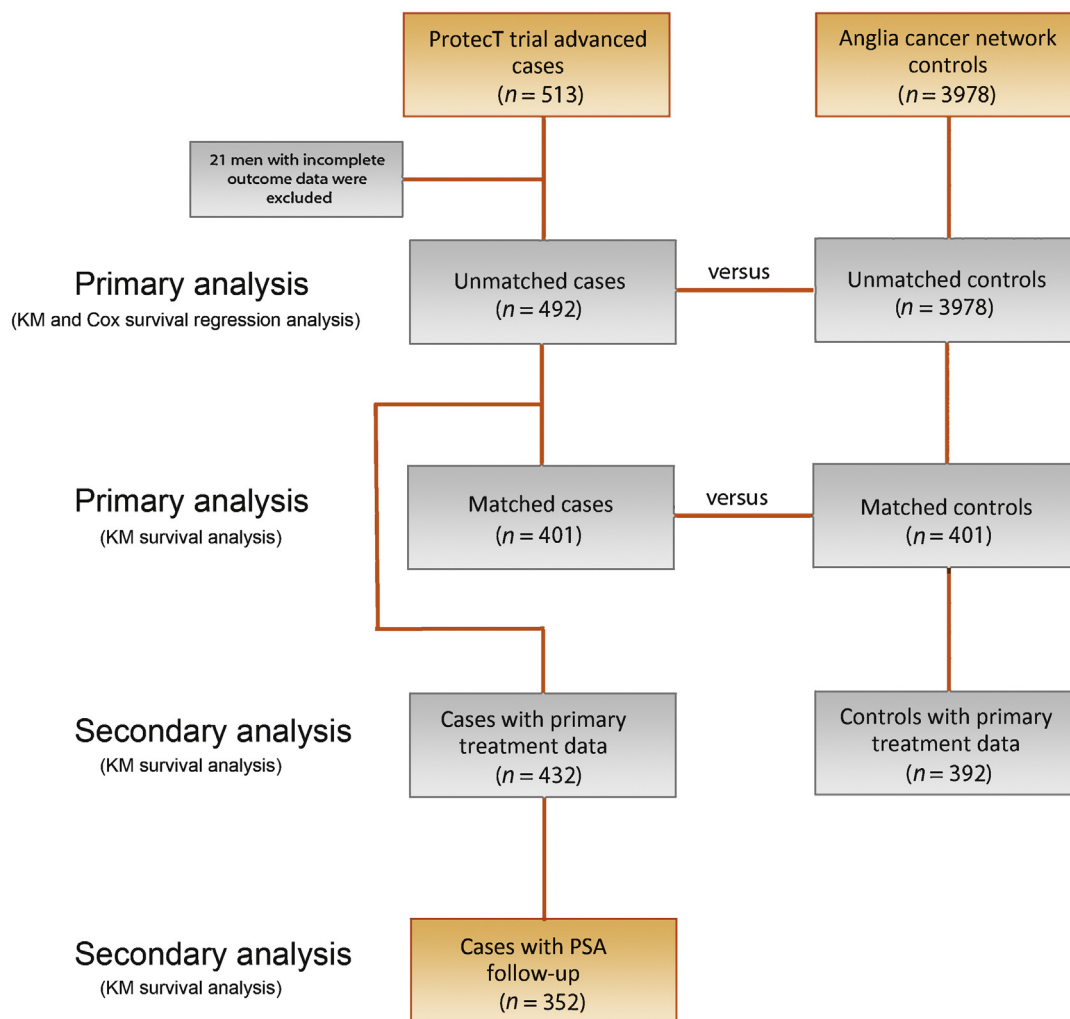 ProtecT trial advanced
cases
(n = 513)
Anglia cancer network
controls
(n = 3978)
21 men with incomplete
outcome data were
excluded
Primary analysis
(KM and Cox survival regression analysis)
Unmatched cases
(n = 492)
versus
Unmatched controls
(n = 3978)
Primary analysis
(KM survival analysis)
Matched cases
(n = 401)
versus
Matched controls
(n = 401)
Secondary analysis
(KM survival analysis)
Cases with primary
treatment data
(n = 432)
Controls with primary
treatment data
(n = 392)
Secondary analysis
(KM survival analysis)
Cases with PSA
follow-up
(n = 352)